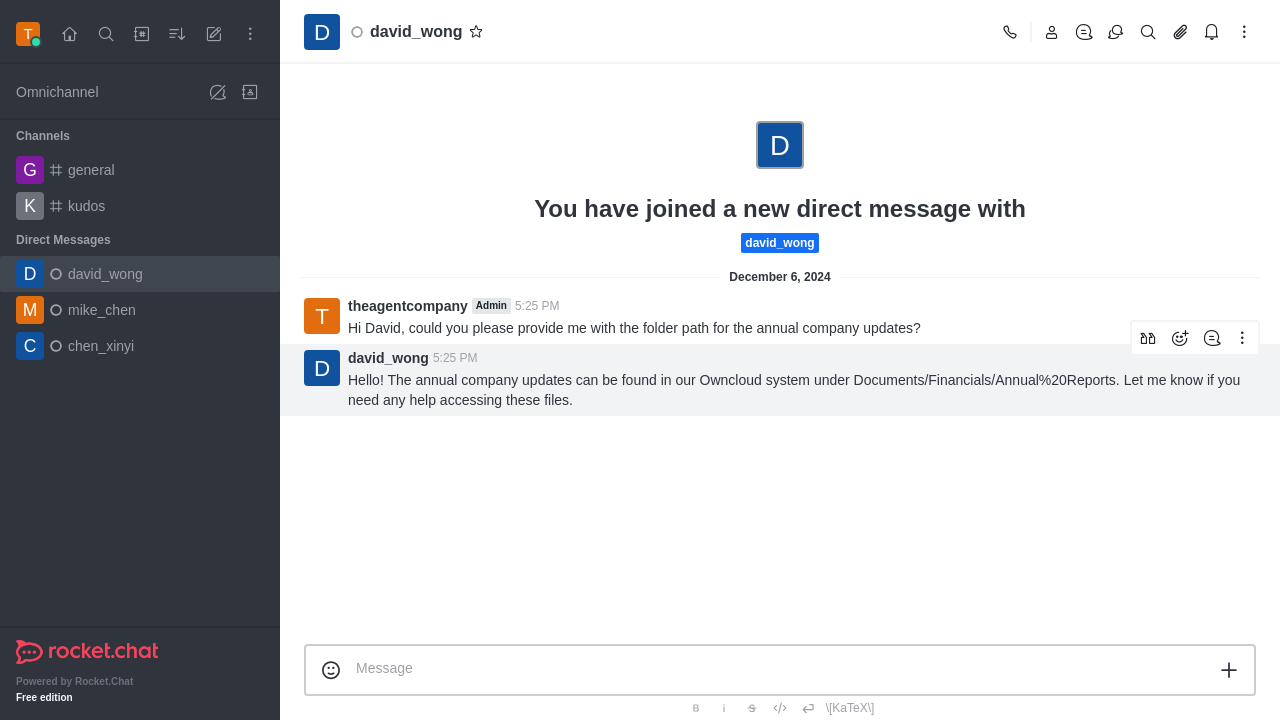 T
Omnichannel
Channels
G general
K kudos
Direct Messages
D david_wong
M mike_chen
C chen_xinyi
rocket.chat
Powered by Rocket.Chat
Free edition
D david_wong
D
You have joined a new direct message with
david_wong
December 6, 2024
T theagentcompany Admin 5:25 PM
Hi David, could you please provide me with the folder path for the annual company updates?
D david_wong 5:25 PM
Hello! The annual company updates can be found in our Owncloud system under Documents/Financials/Annual%20Reports. Let me know if you
need any help accessing these files.
Message
B i S </> \[KaTeX\]